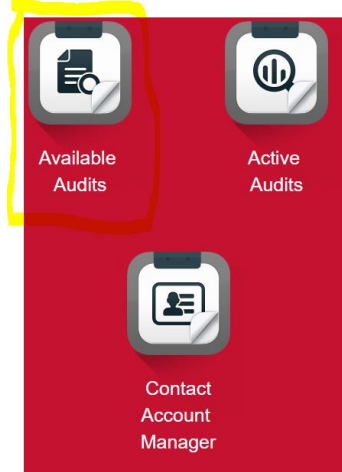 Available
Audits
Active
Audits
Contact
Account
Manager